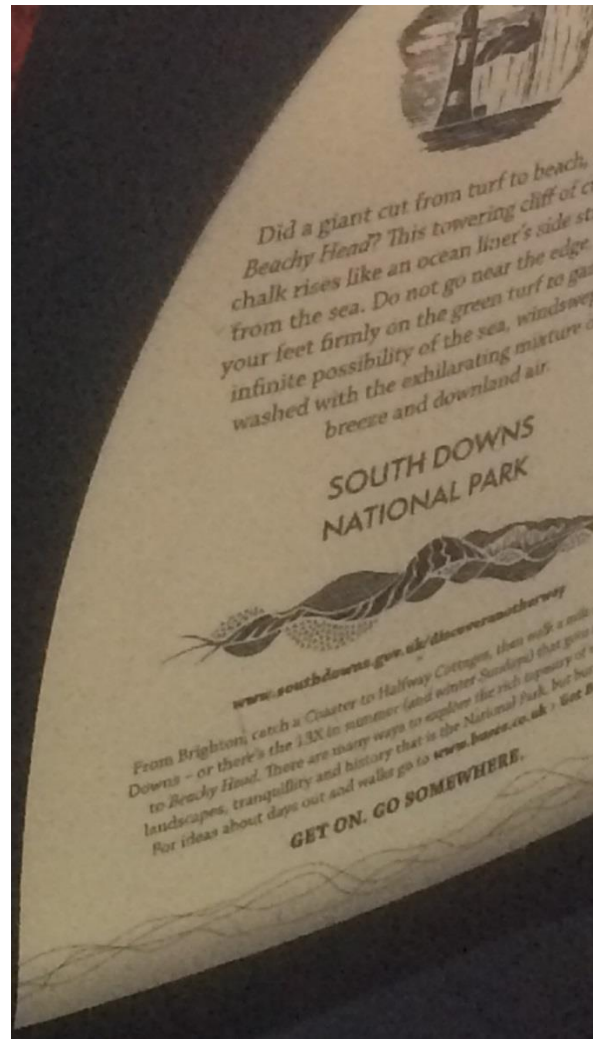 Did a giant cut from turf to beach,
Beachy Head? This towering cliff of
chalk rises like an ocean liner's side
from the sea. Do not go near the edge.
your feet firmly on the green turf to
infinite possibility of the sea,
washed with the exhilarating mixture
breeze and downland air.
SOUTH DOWNS
NATIONAL PARK
www.southdowns.gov.uk/discoveranotherway
From Brighton, catch a Coaster to Halfway Cottages, then walk a mile
Downs – or there's the 13X in summer (and winter Sundays) that goes
to Beachy Head. There are many ways to explore the rich tapestry of
landscapes, tranquillity and history that is the National Park, but
For ideas about days out and walks go to www.buses.co.uk › Get
GET ON. GO SOMEWHERE.